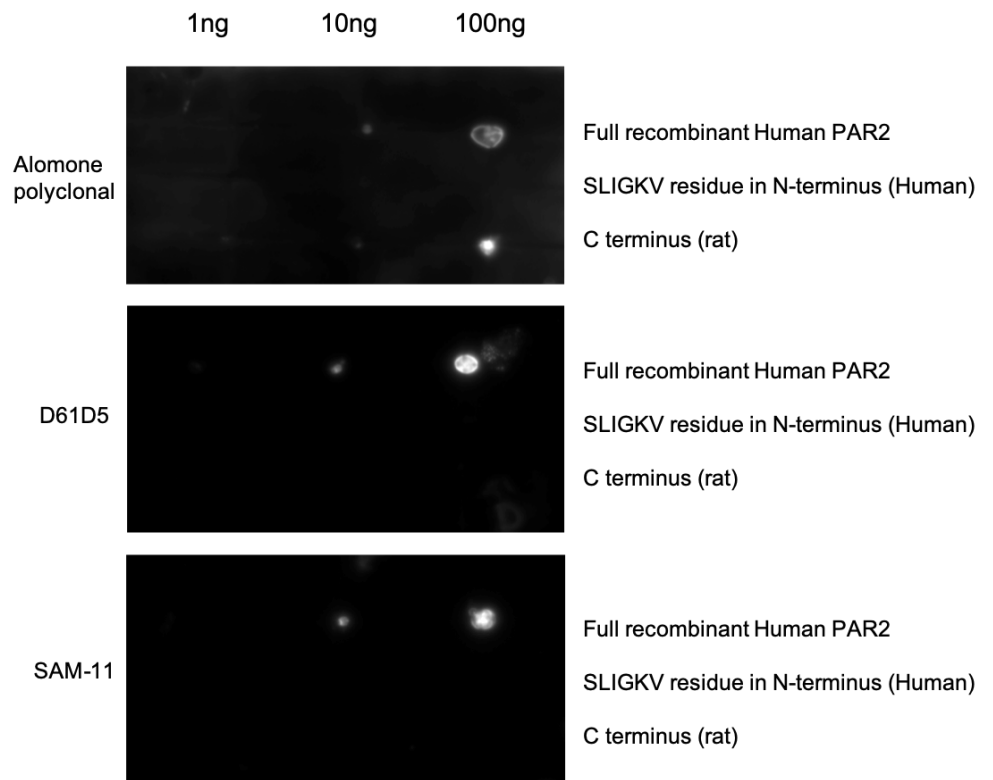 1ng 10ng 100ng
Alomone
polyclonal
Full recombinant Human PAR2
SLIGKV residue in N-terminus (Human)
C terminus (rat)
D61D5
Full recombinant Human PAR2
SLIGKV residue in N-terminus (Human)
C terminus (rat)
SAM-11
Full recombinant Human PAR2
SLIGKV residue in N-terminus (Human)
C terminus (rat)